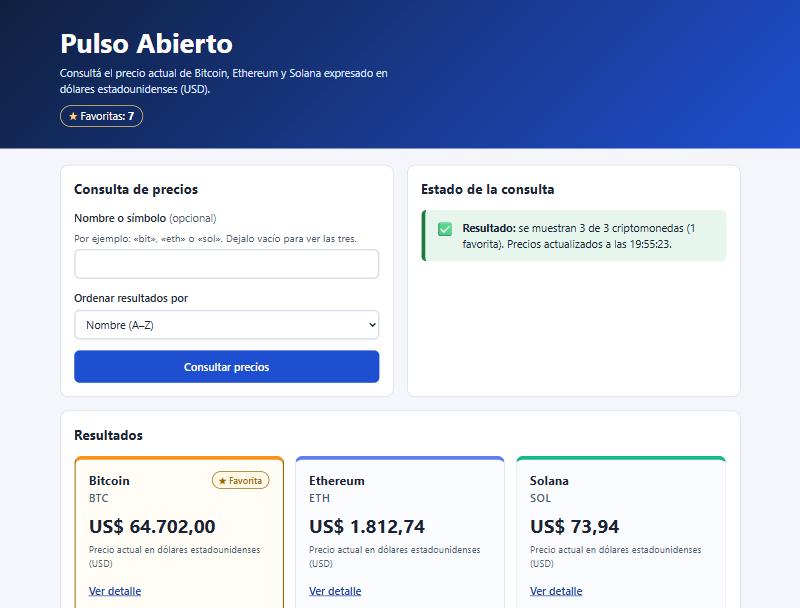 Pulso Abierto
Consultá el precio actual de Bitcoin, Ethereum y Solana expresado en
dólares estadounidenses (USD).
★ Favoritas: 7
Consulta de precios
Nombre o símbolo (opcional)
Por ejemplo: «bit», «eth» o «sol». Dejalo vacío para ver las tres.
Ordenar resultados por
Nombre (A–Z)
Consultar precios
Estado de la consulta
Resultado: se muestran 3 de 3 criptomonedas (1
favorita). Precios actualizados a las 19:55:23.
Resultados
Bitcoin
★ Favorita
BTC
US$ 64.702,00
Precio actual en dólares estadounidenses
(USD)
Ver detalle
Ethereum
ETH
US$ 1.812,74
Precio actual en dólares estadounidenses
(USD)
Ver detalle
Solana
SOL
US$ 73,94
Precio actual en dólares estadounidenses
(USD)
Ver detalle